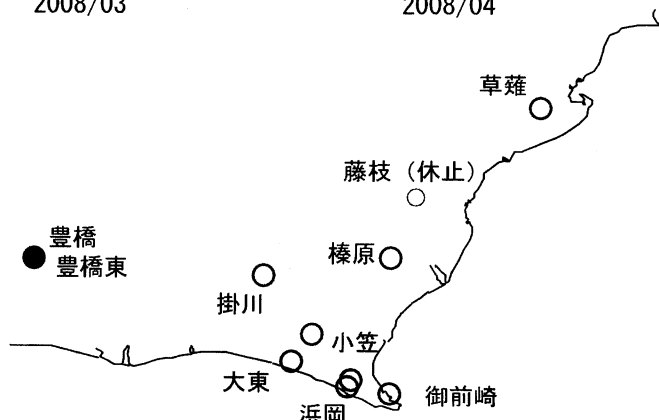 2008/03
2008/04
草薙
藤枝（休止）
豊橋
豊橋東
榛原
掛川
小笠
大東
御前崎
浜岡